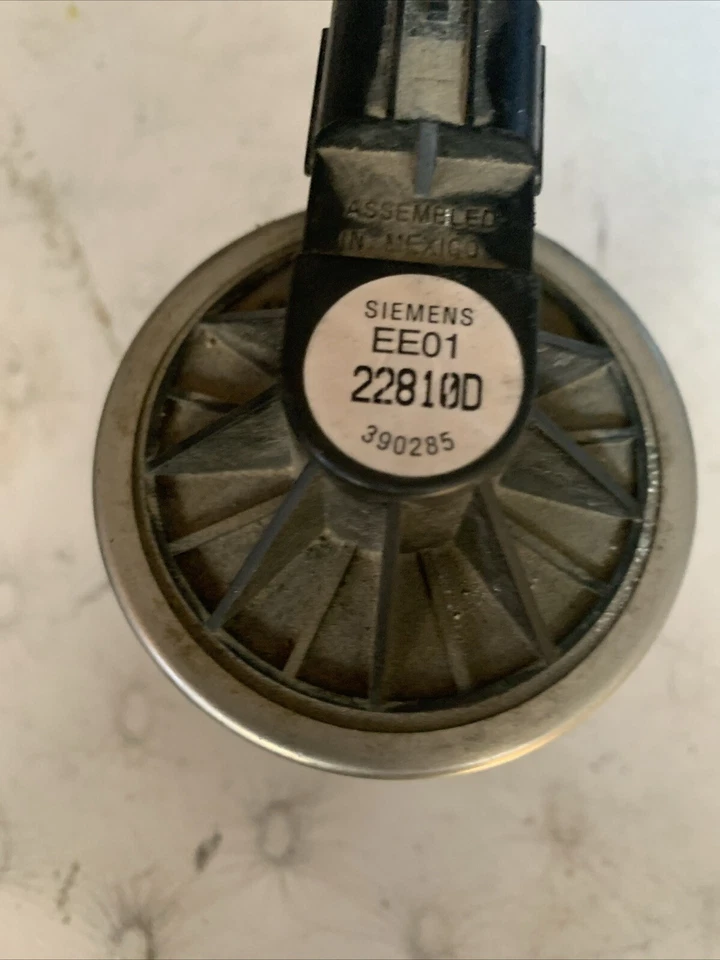 ASSEMBLED
IN MEXICO
SIEMENS
EE01
22810D
390285